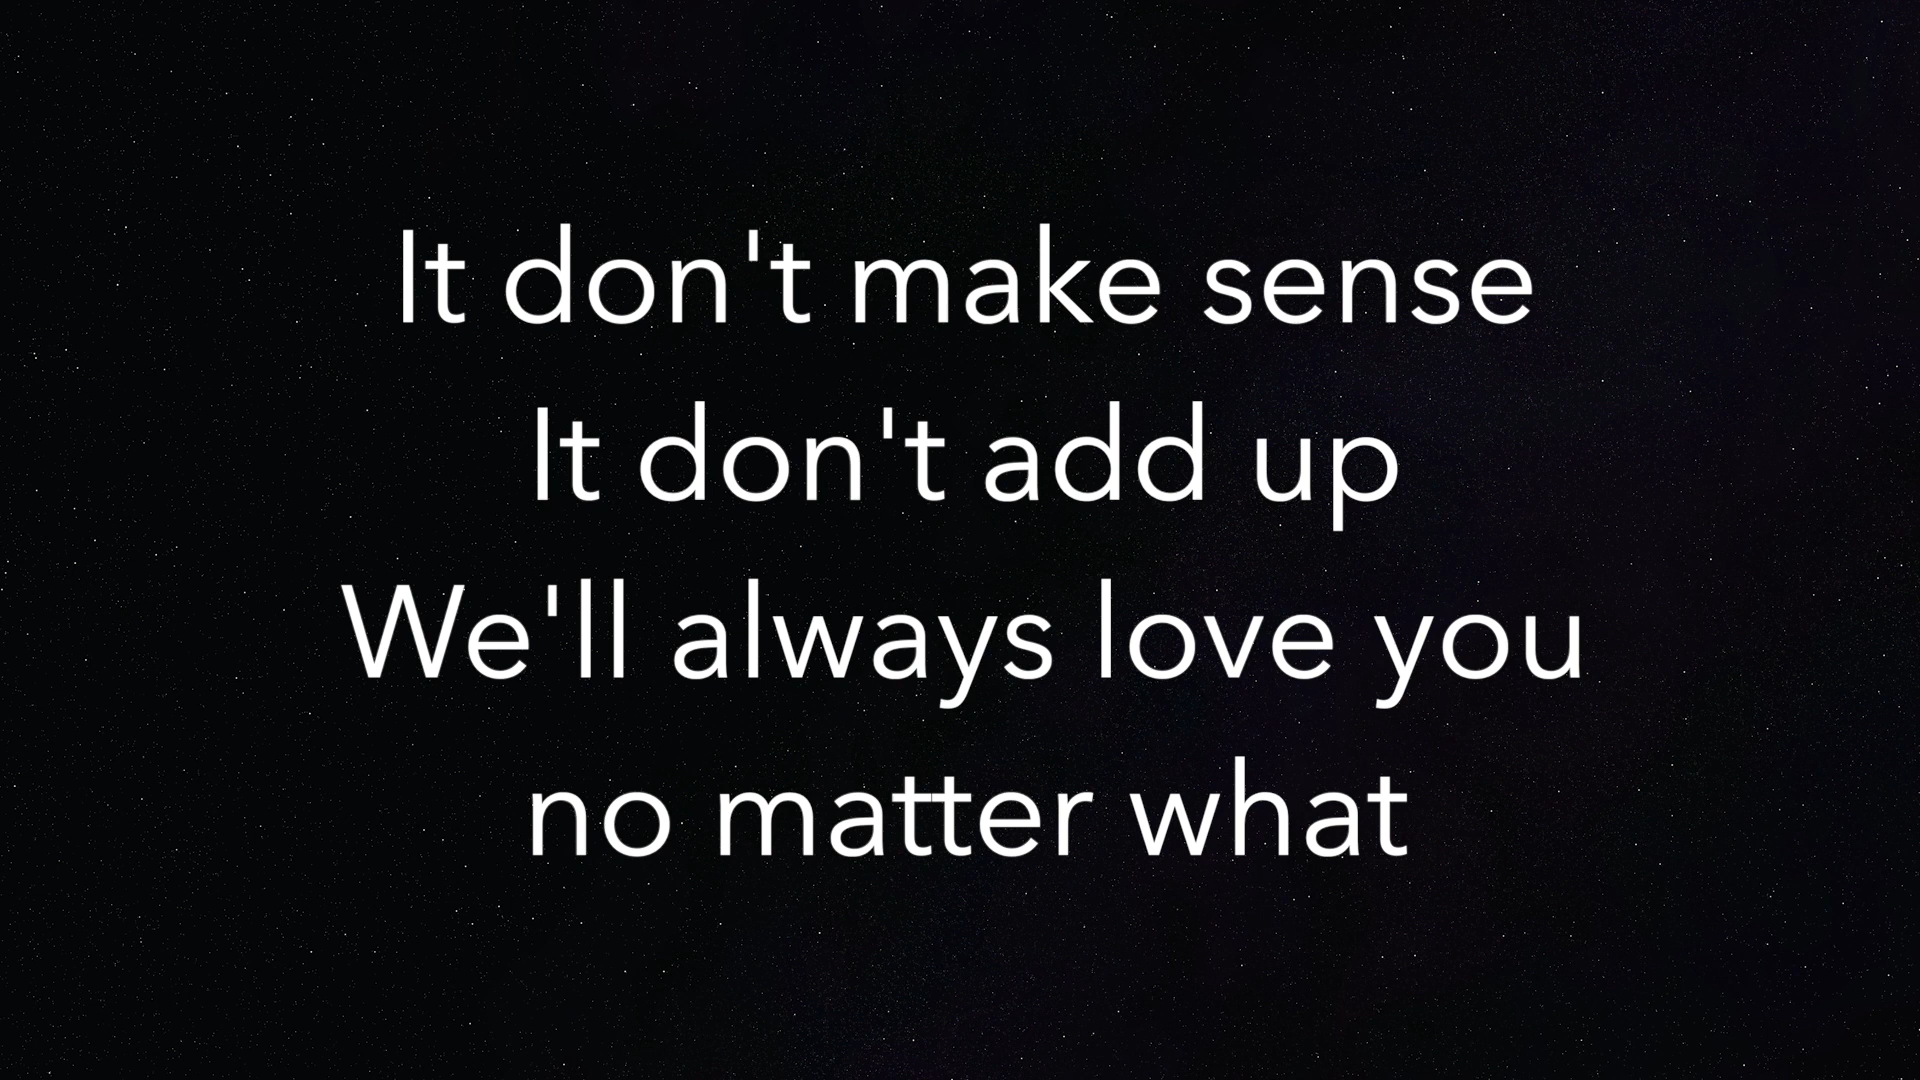 It don't make sense
It don't add up
We'll always love you
no matter what